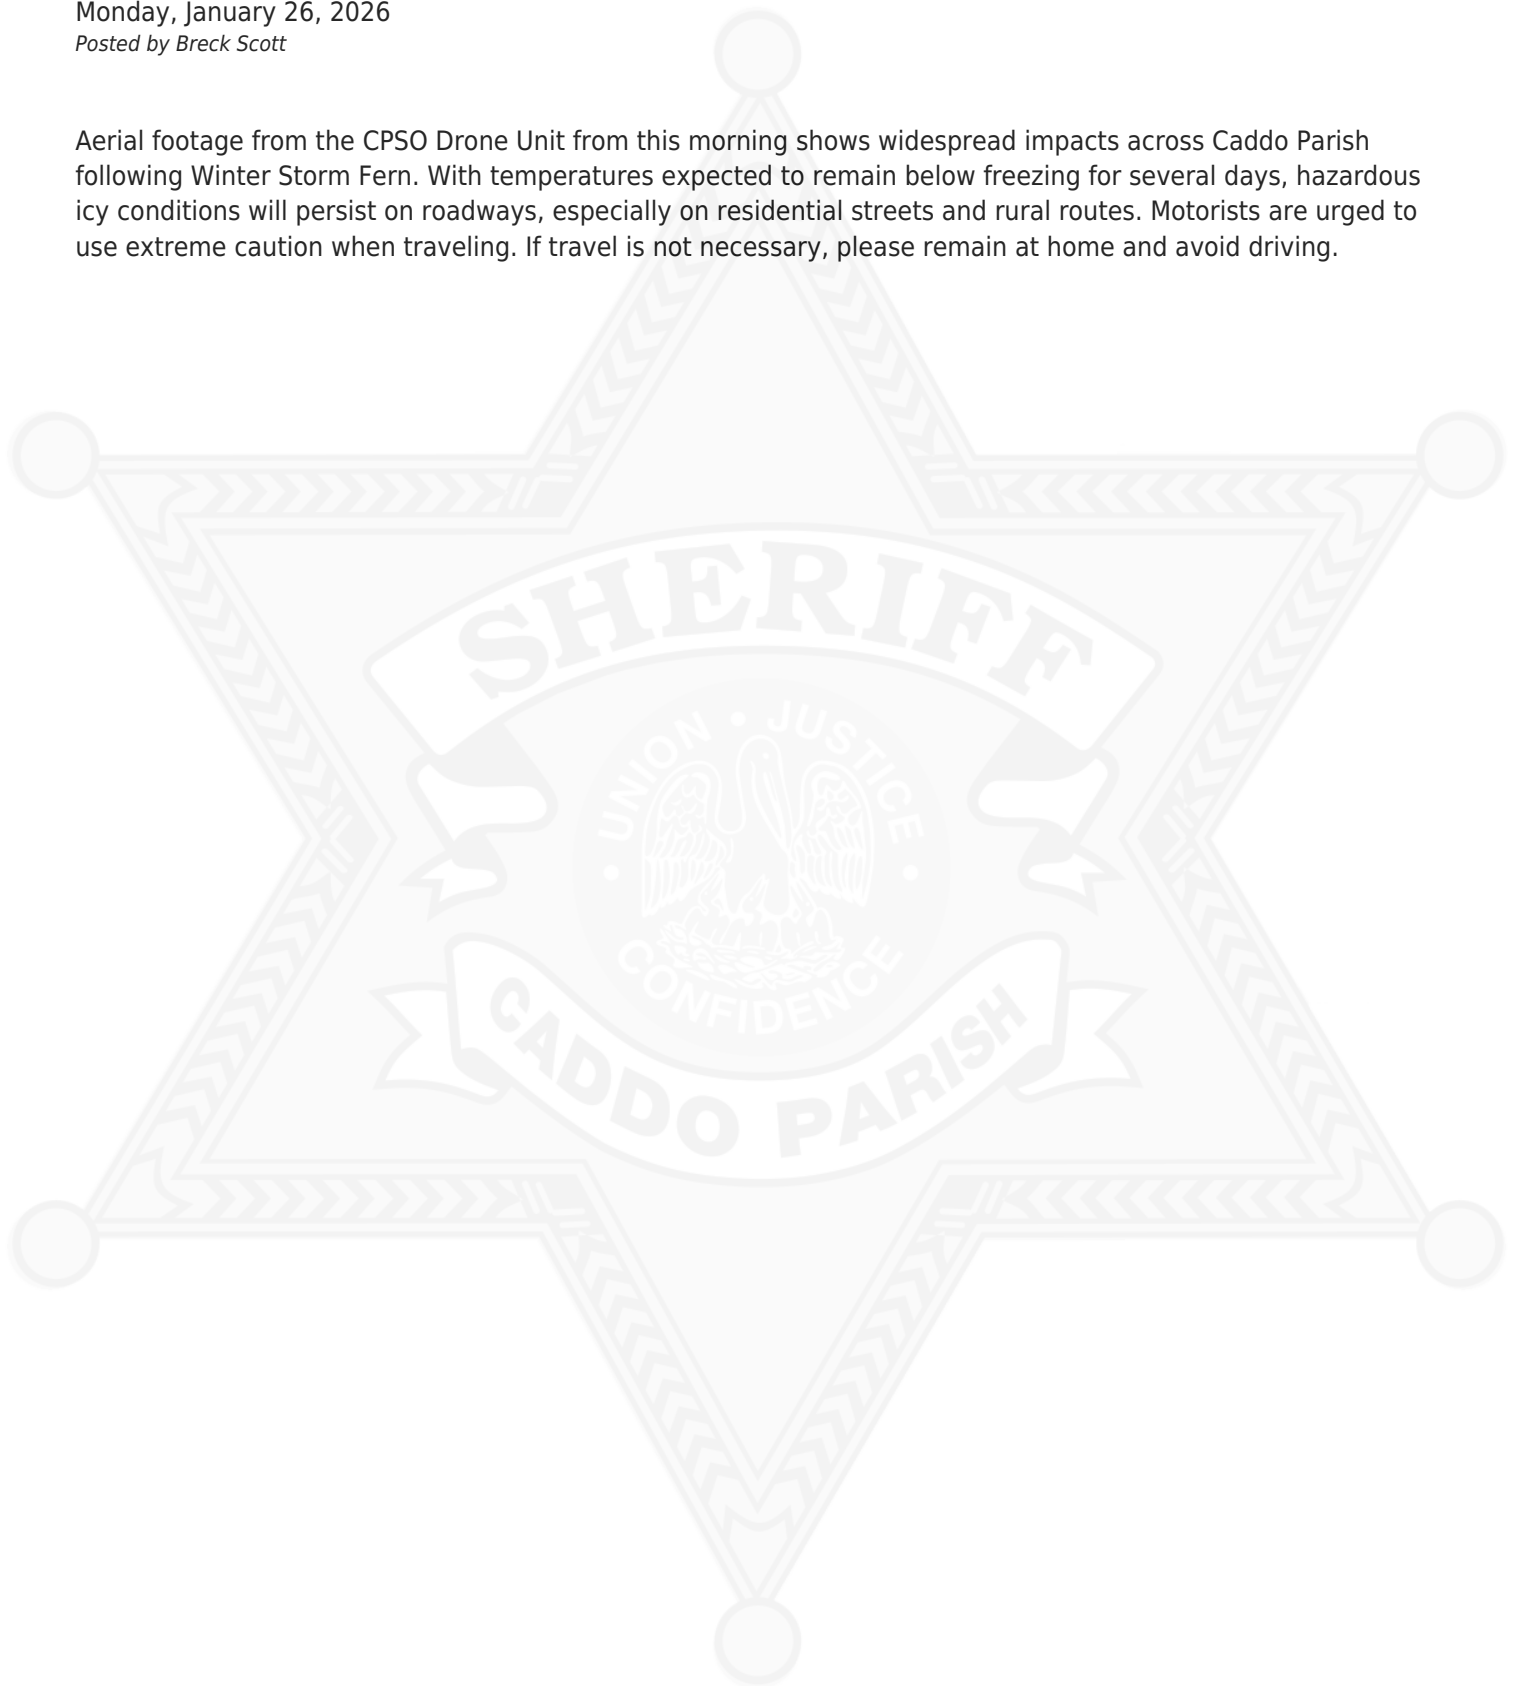 Monday, January 26, 2026
Posted by Breck Scott
Aerial footage from the CPSO Drone Unit from this morning shows widespread impacts across Caddo Parish
following Winter Storm Fern. With temperatures expected to remain below freezing for several days, hazardous
icy conditions will persist on roadways, especially on residential streets and rural routes. Motorists are urged to
use extreme caution when traveling. If travel is not necessary, please remain at home and avoid driving.
SHERIFF
UNION • JUSTICE
• CONFIDENCE •
CADDO PARISH